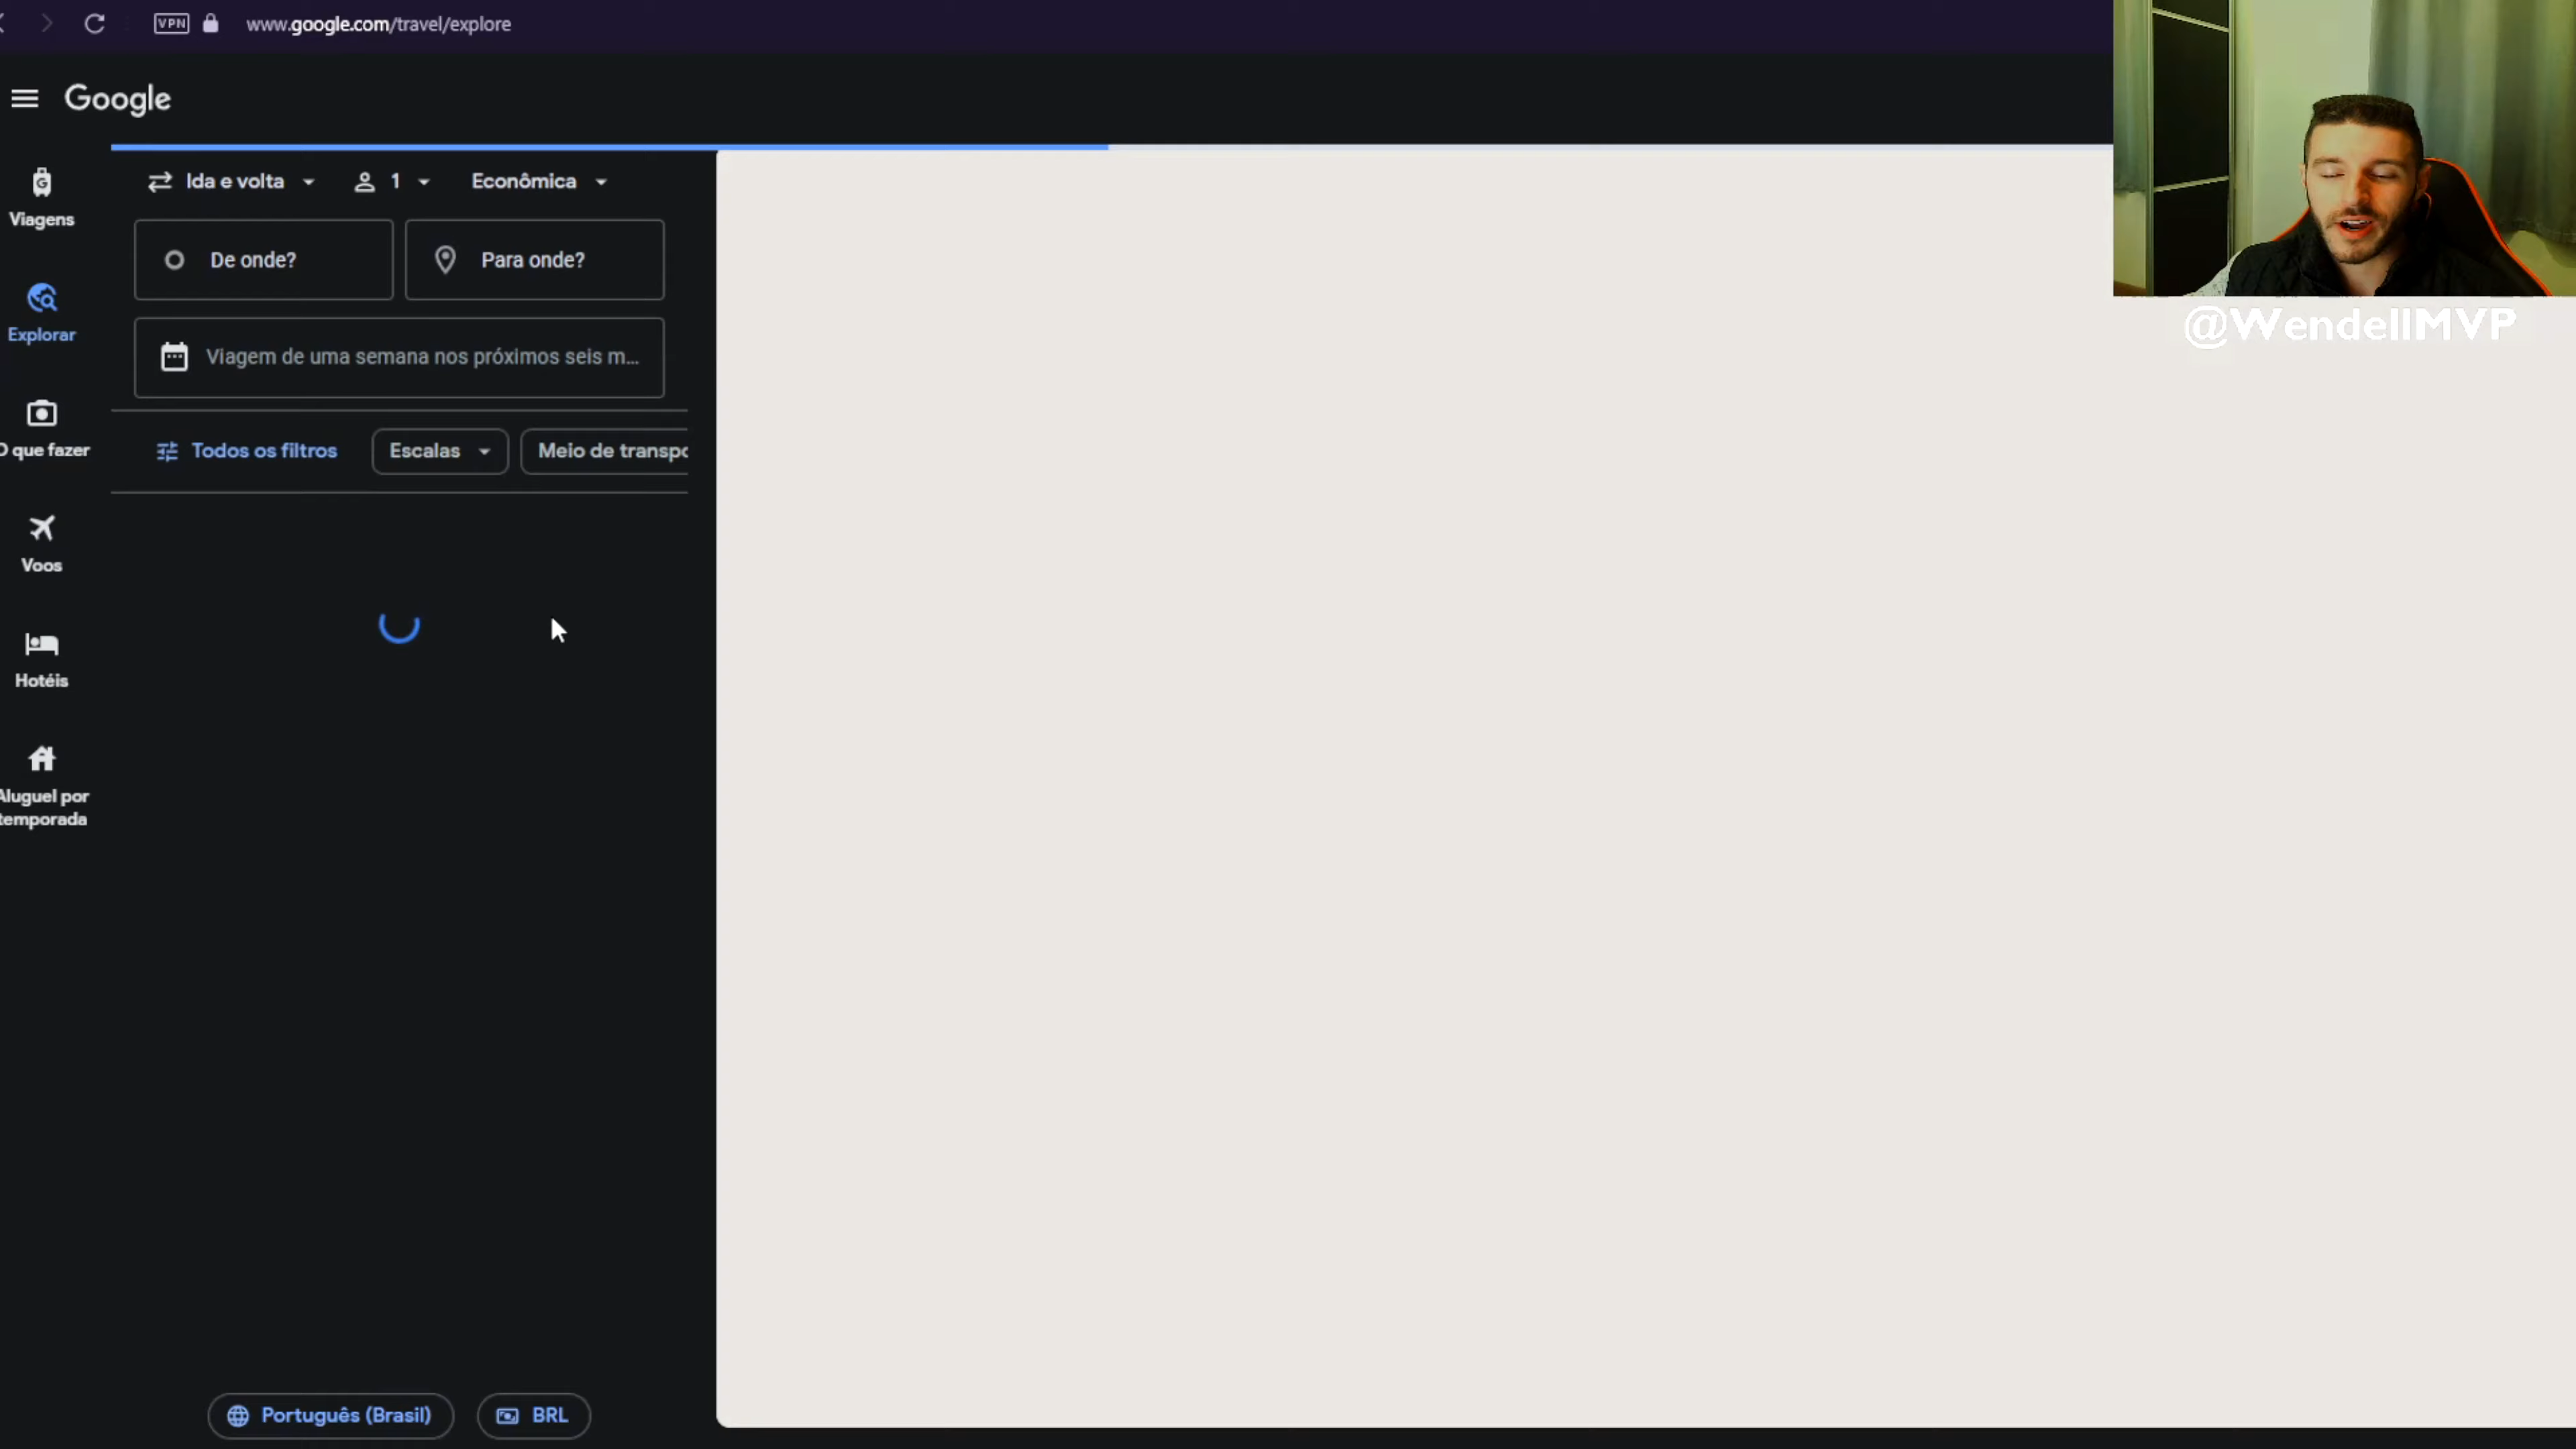 VPN
www.google.com/travel/explore
Google
Viagens
Explorar
O que fazer
Voos
Hotéis
Aluguel por
temporada
Ida e volta
1
Econômica
De onde?
Para onde?
Viagem de uma semana nos próximos seis m...
Todos os filtros
Escalas
Meio de transpo
Português (Brasil)
BRL
@WendellMVP